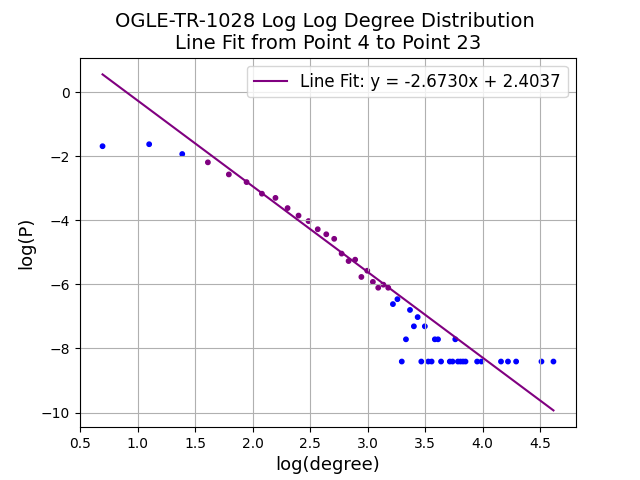 OGLE-TR-1028 Log Log Degree Distribution
Line Fit from Point 4 to Point 23
Line Fit: y = -2.6730x + 2.4037
0
−2
−4
−6
−8
−10
log(P)
0.5 1.0 1.5 2.0 2.5 3.0 3.5 4.0 4.5
log(degree)